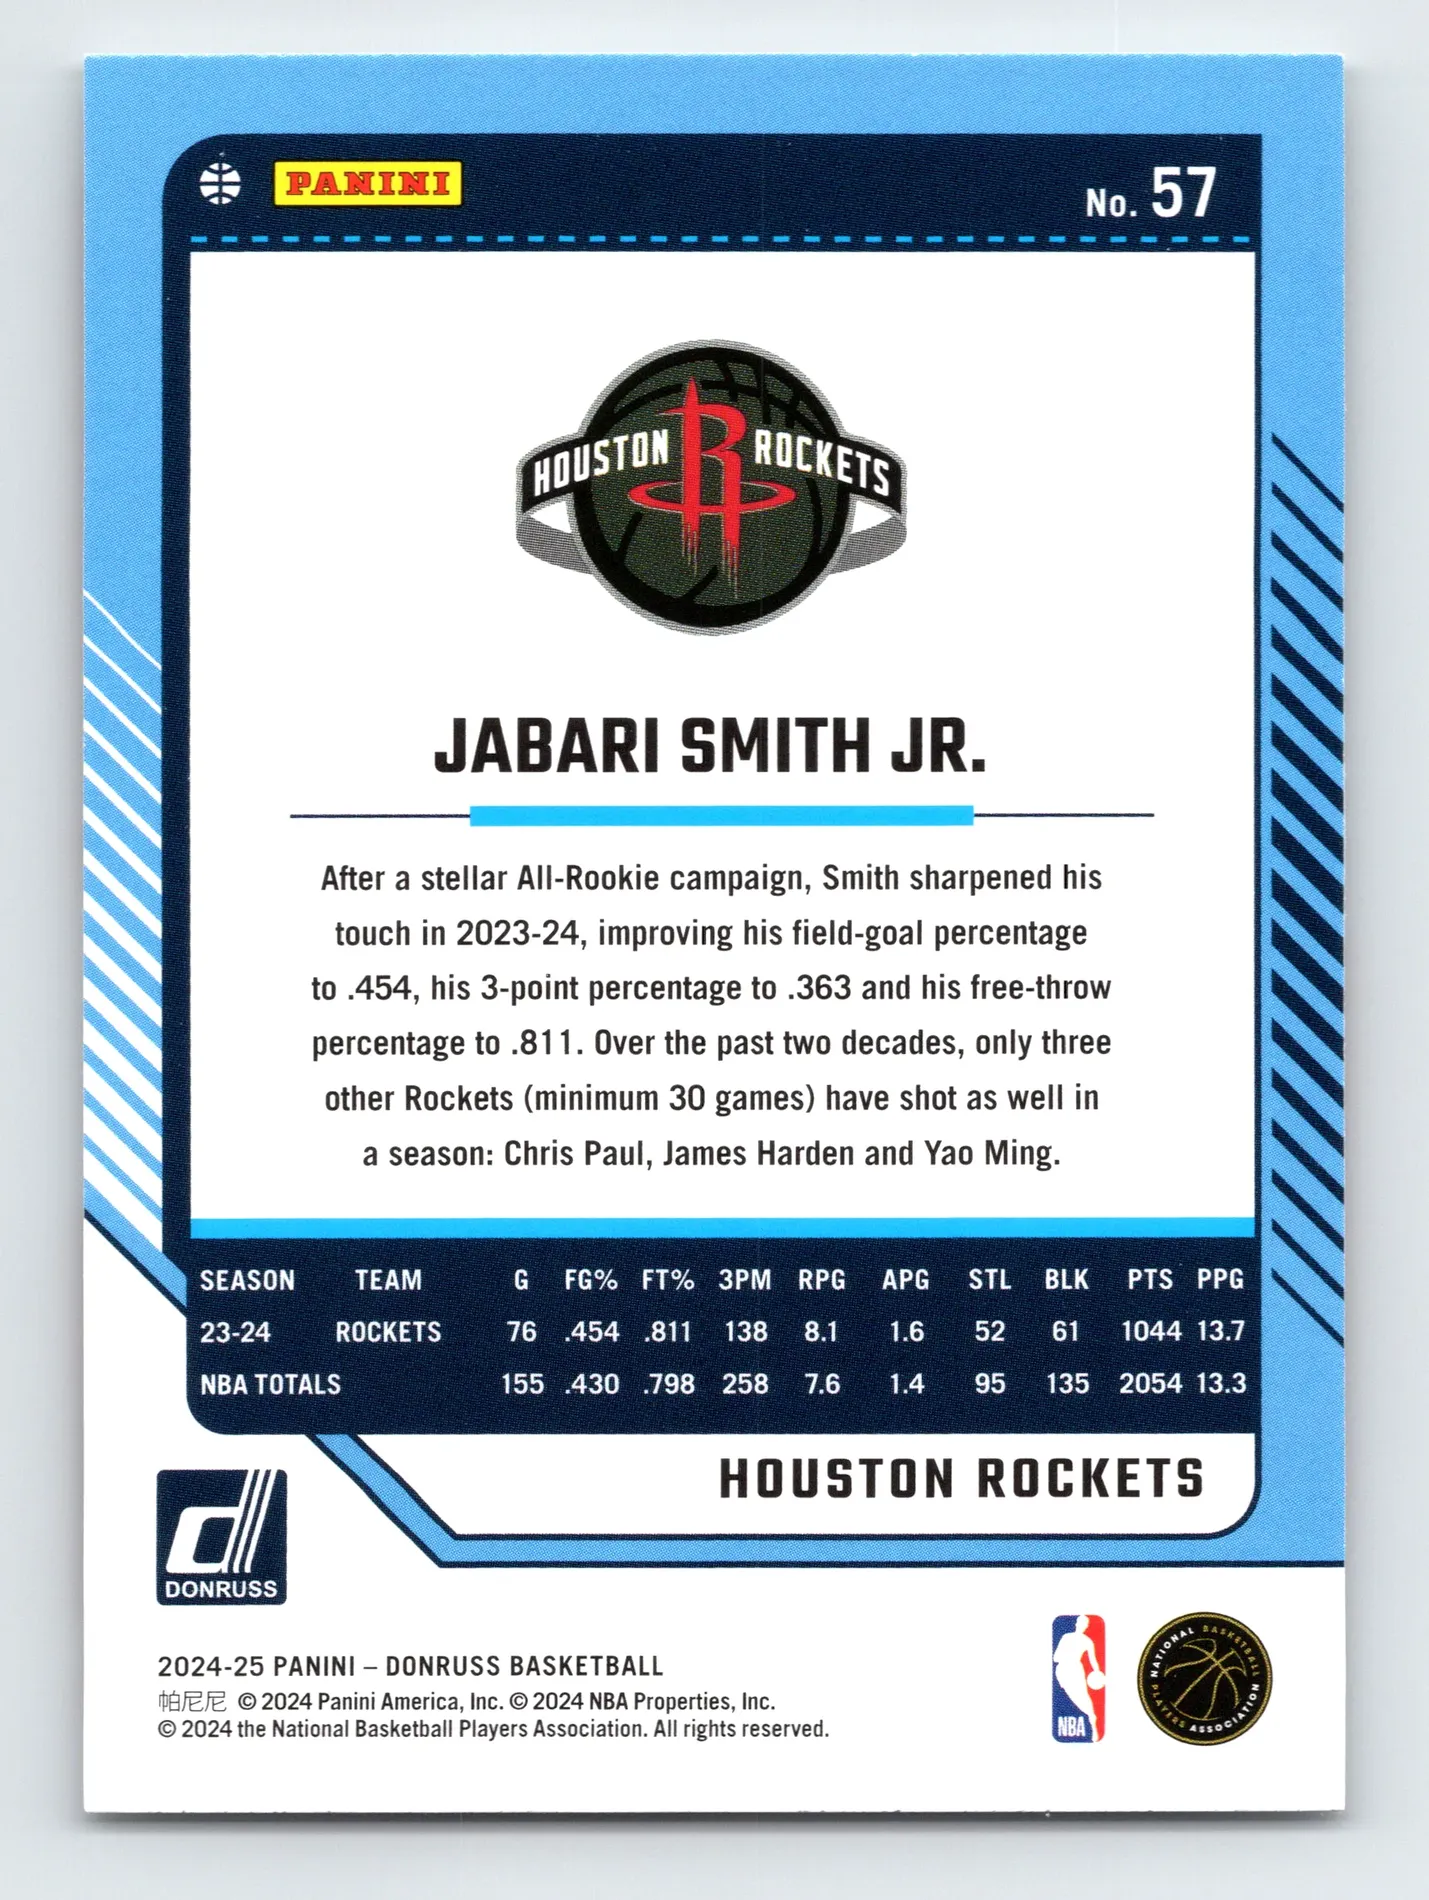 PANINI
No. 57
HOUSTON ROCKETS
JABARI SMITH JR.
After a stellar All-Rookie campaign, Smith sharpened his
touch in 2023-24, improving his field-goal percentage
to .454, his 3-point percentage to .363 and his free-throw
percentage to .811. Over the past two decades, only three
other Rockets (minimum 30 games) have shot as well in
a season: Chris Paul, James Harden and Yao Ming.
SEASON TEAM G FG% FT% 3PM RPG APG STL BLK PTS PPG
23-24 ROCKETS 76 .454 .811 138 8.1 1.6 52 61 1044 13.7
NBA TOTALS 155 .430 .798 258 7.6 1.4 95 135 2054 13.3
HOUSTON ROCKETS
d
DONRUSS
2024-25 PANINI – DONRUSS BASKETBALL
帕尼尼 © 2024 Panini America, Inc. © 2024 NBA Properties, Inc.
© 2024 the National Basketball Players Association. All rights reserved.
NBA
NATIONAL BASKETBALL PLAYERS ASSOCIATION